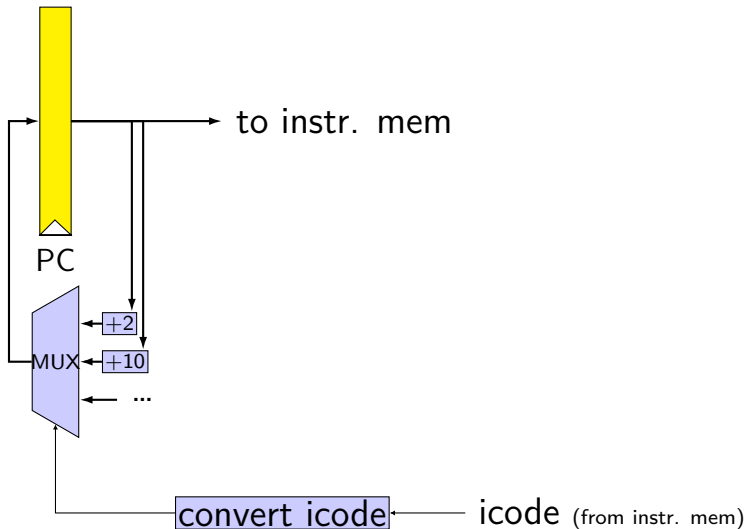 to instr. mem
PC
+2
MUX
+10
...
convert icode
icode (from instr. mem)